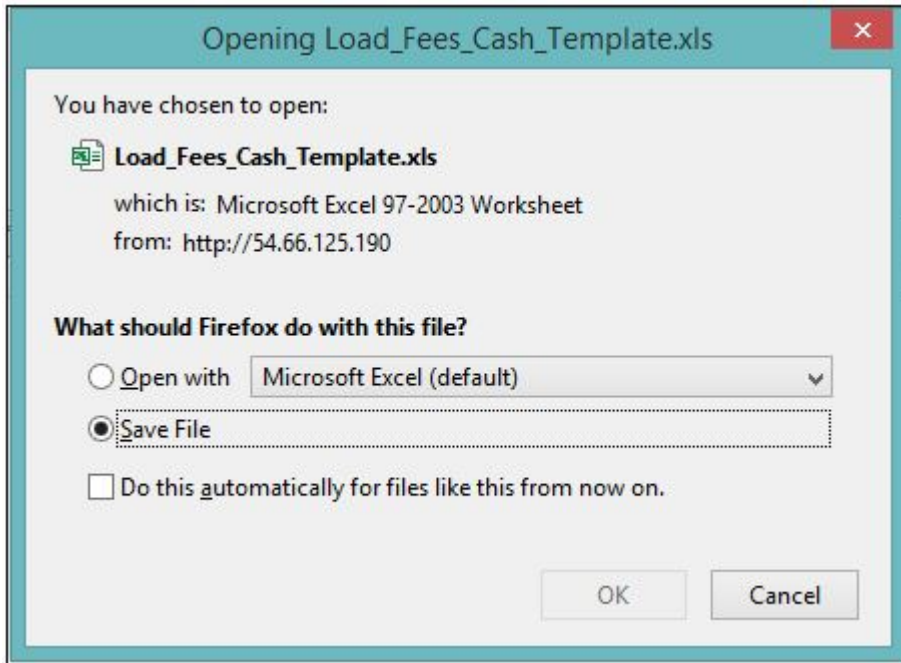 Opening Load_Fees_Cash_Template.xls
You have chosen to open:
Load_Fees_Cash_Template.xls
which is: Microsoft Excel 97-2003 Worksheet
from: http://54.66.125.190
What should Firefox do with this file?
Open with Microsoft Excel (default)
Save File
Do this automatically for files like this from now on.
OK Cancel